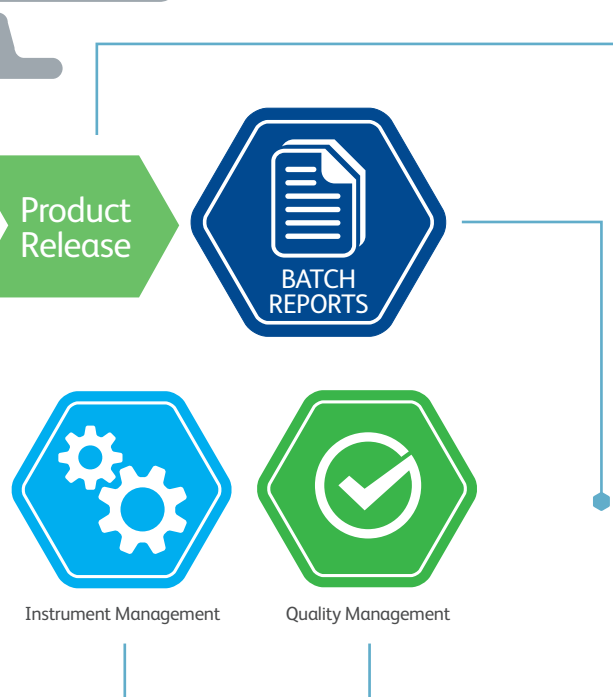 Product
Release
BATCH
REPORTS
Instrument Management
Quality Management